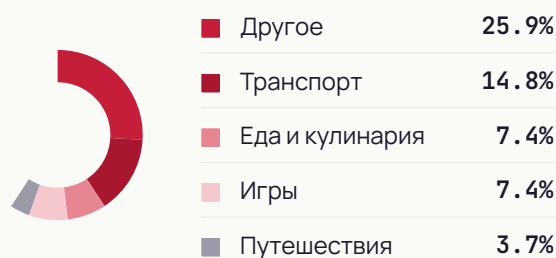 Другое 25.9%
Транспорт 14.8%
Еда и кулинария 7.4%
Игры 7.4%
Путешествия 3.7%